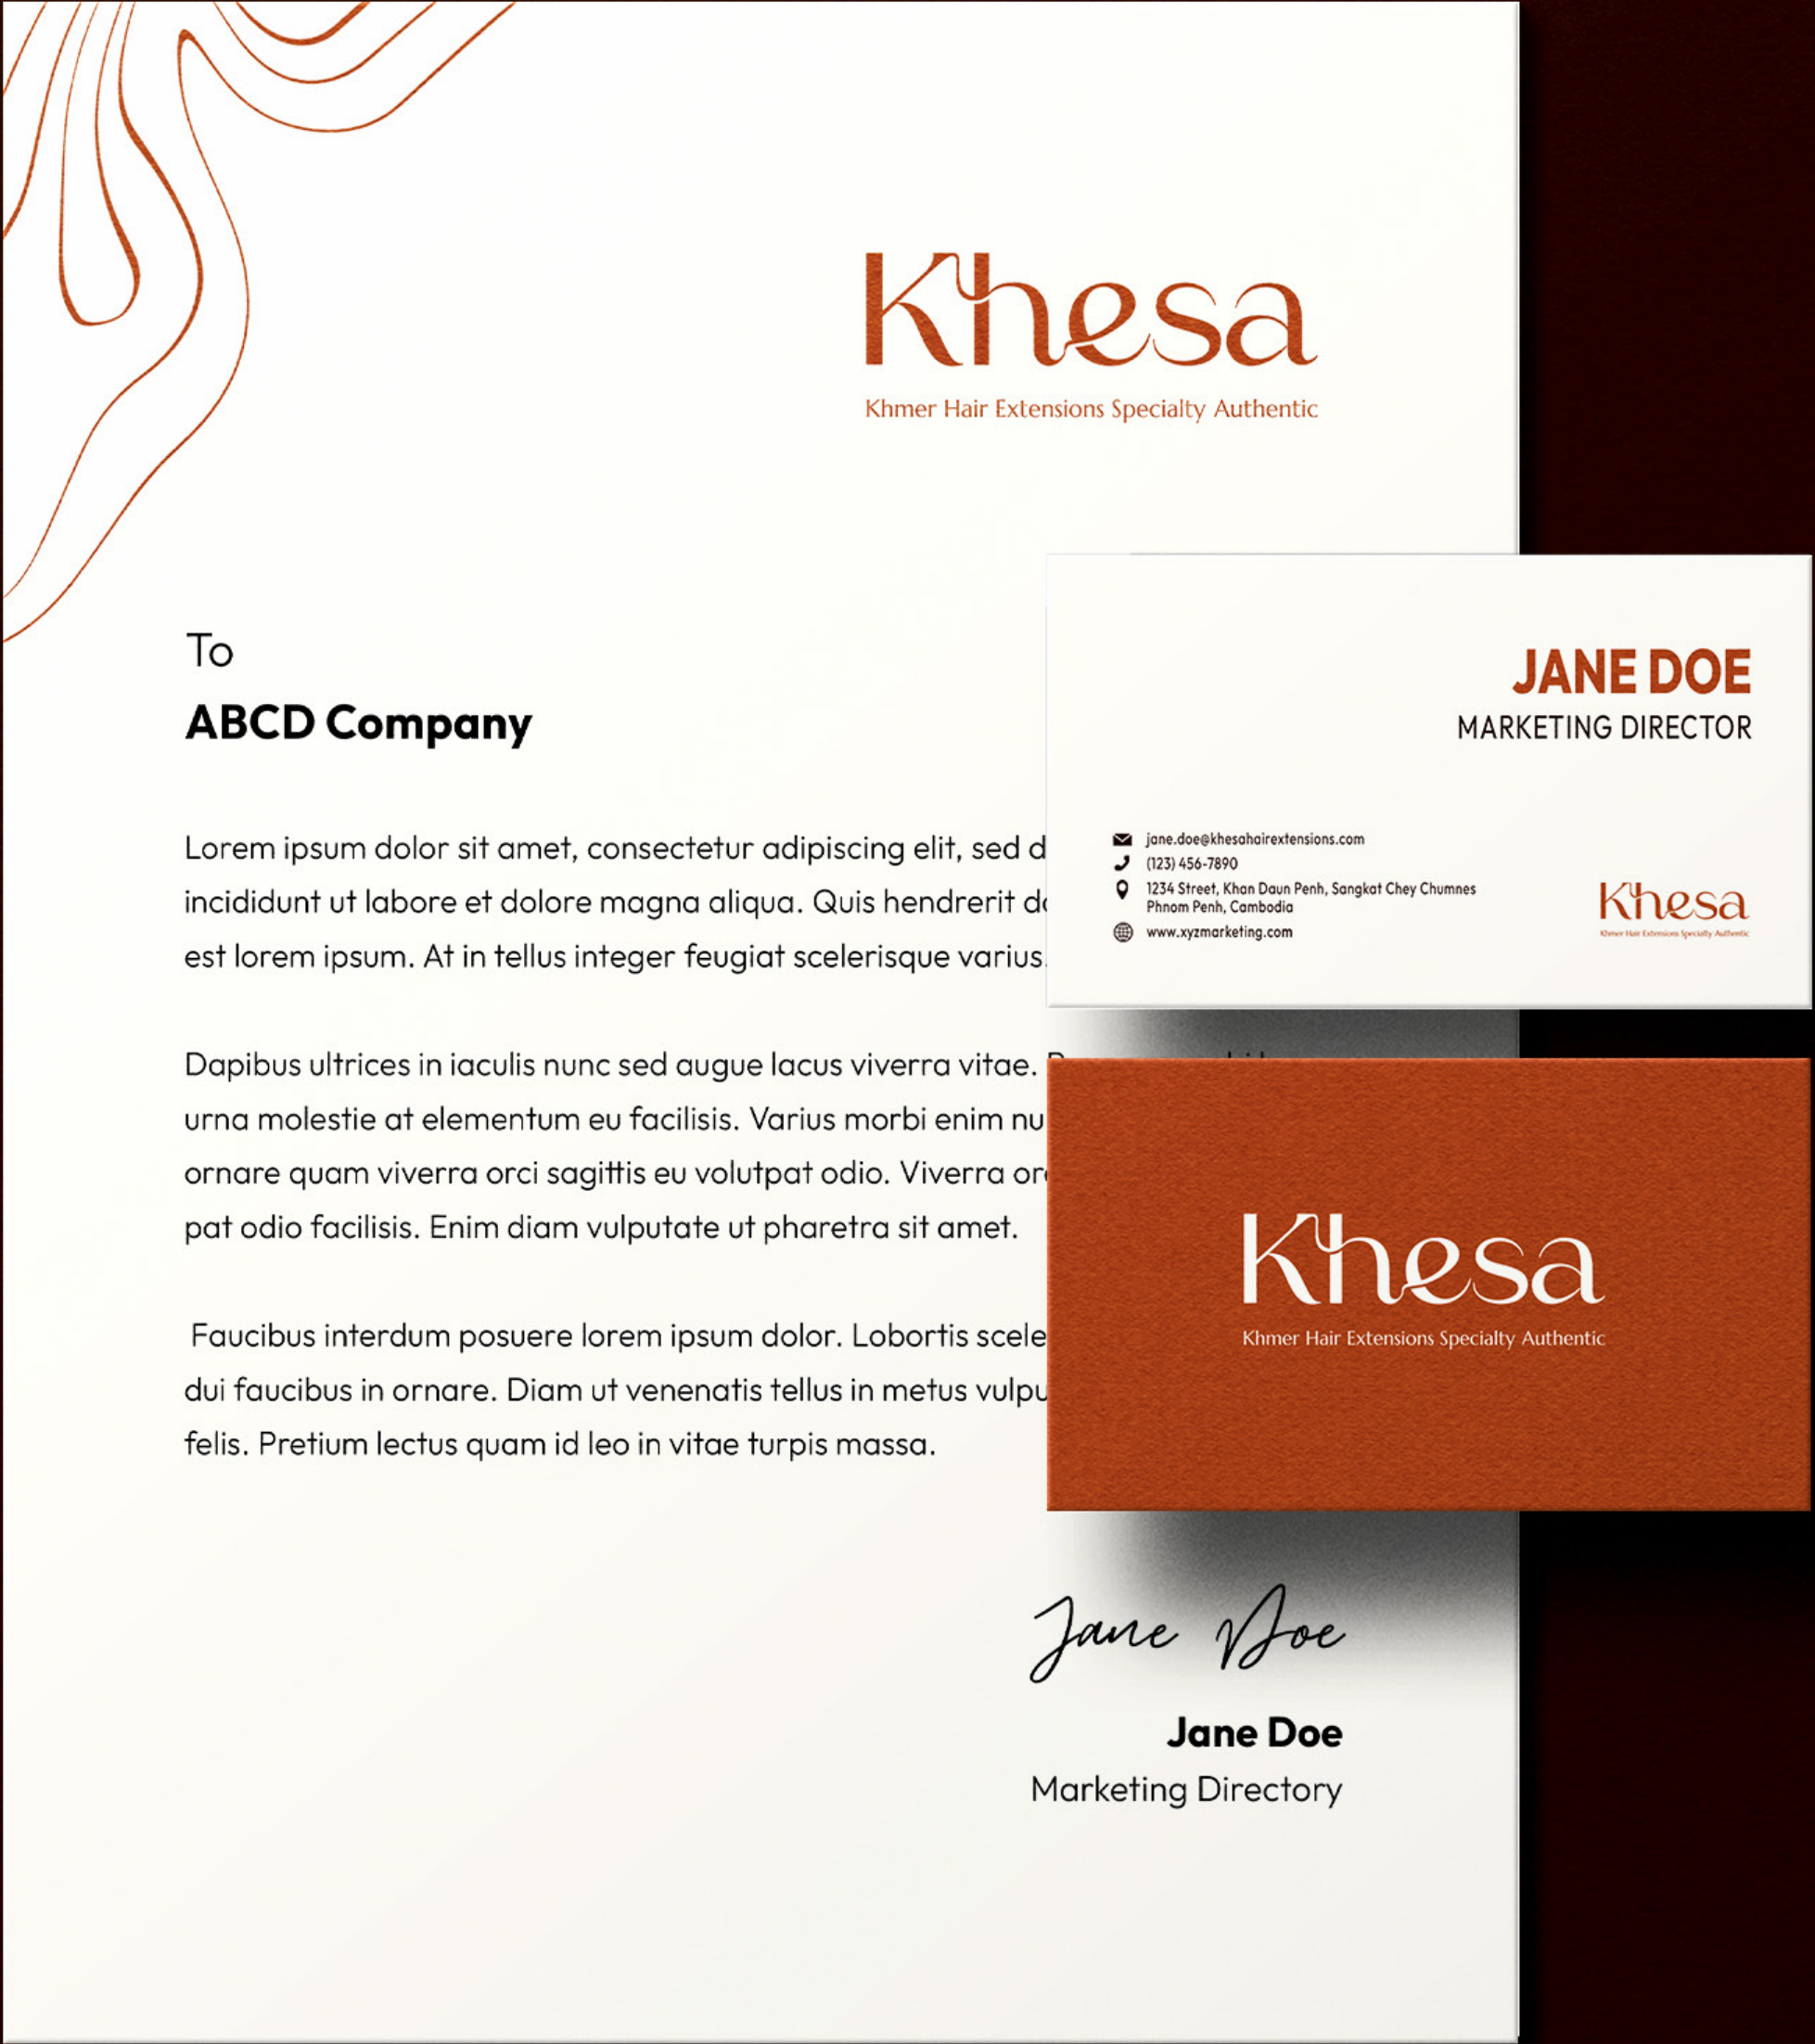 Khesa
Khmer Hair Extensions Specialty Authentic
To
ABCD Company
Lorem ipsum dolor sit amet, consectetur adipiscing elit, sed d
incididunt ut labore et dolore magna aliqua. Quis hendrerit do
est lorem ipsum. At in tellus integer feugiat scelerisque varius.
Dapibus ultrices in iaculis nunc sed augue lacus viverra vitae.
urna molestie at elementum eu facilisis. Varius morbi enim nu
ornare quam viverra orci sagittis eu volutpat odio. Viverra or
pat odio facilisis. Enim diam vulputate ut pharetra sit amet.
Faucibus interdum posuere lorem ipsum dolor. Lobortis scele
dui faucibus in ornare. Diam ut venenatis tellus in metus vulpu
felis. Pretium lectus quam id leo in vitae turpis massa.
Jane Doe
Jane Doe
Marketing Directory
JANE DOE
MARKETING DIRECTOR
jane.doe@khesahairextensions.com
(123) 456-7890
1234 Street, Khan Daun Penh, Sangkat Chey Chumnes
Phnom Penh, Cambodia
www.xyzmarketing.com
Khesa
Khmer Hair Extensions Specialty Authentic
Khesa
Khmer Hair Extensions Specialty Authentic